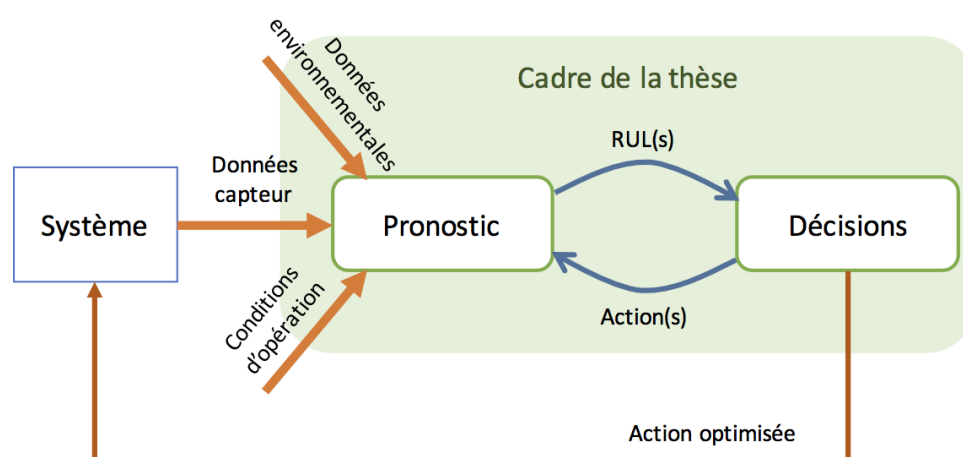 Données
environnementales
Cadre de la thèse
RUL(s)
Données
capteur
Système
Pronostic
Décisions
Conditions
d'opération
Action(s)
Action optimisée